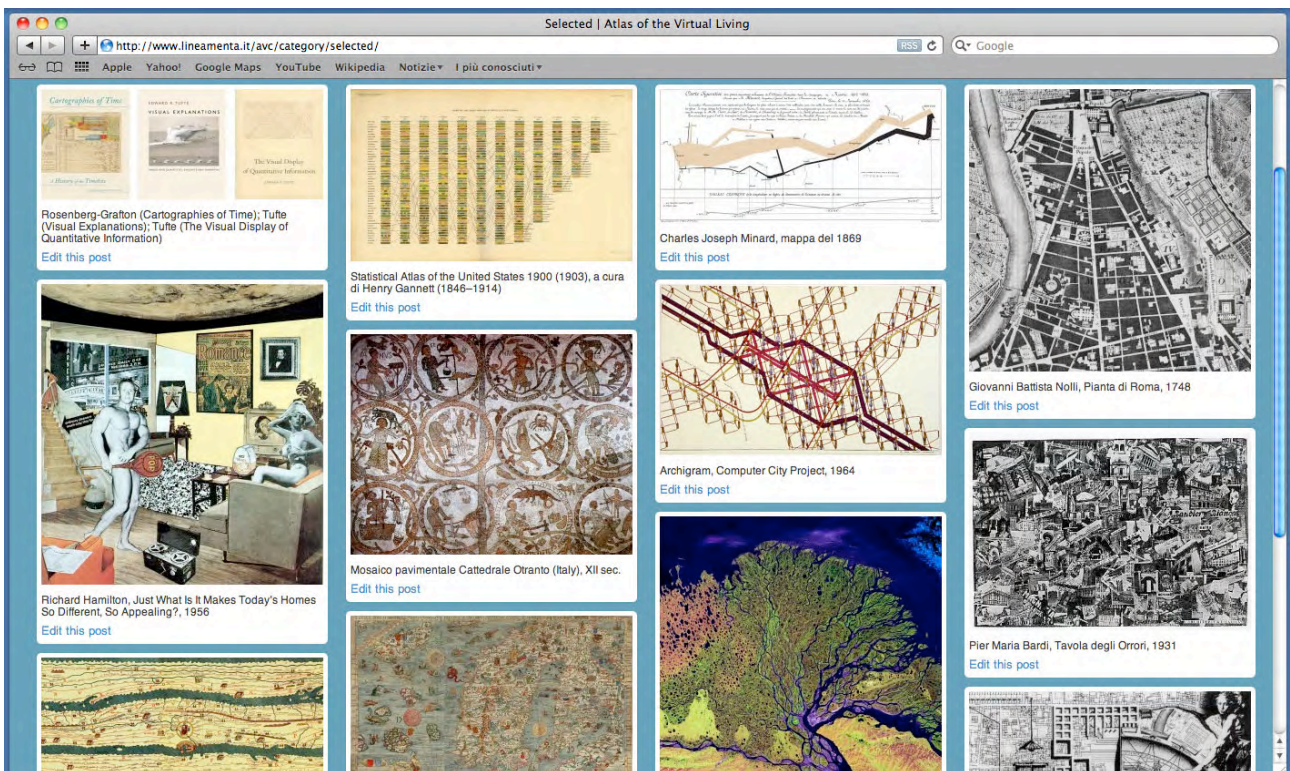 Selected | Atlas of the Virtual Living
http://www.lineamenta.it/avc/category/selected/
RSS
Google
Apple Yahoo! Google Maps YouTube Wikipedia Notizie I più conosciuti
Cartographies of Time
EDWARD R. TUFTE
VISUAL EXPLANATIONS
The Visual Display
of Quantitative Information
Rosenberg-Grafton (Cartographies of Time); Tufte
(Visual Explanations); Tufte (The Visual Display of
Quantitative Information)
Edit this post
Richard Hamilton, Just What Is It Makes Today's Homes
So Different, So Appealing?, 1956
Edit this post
Statistical Atlas of the United States 1900 (1903), a cura
di Henry Gannett (1846–1914)
Edit this post
Mosaico pavimentale Cattedrale Otranto (Italy), XII sec.
Edit this post
Charles Joseph Minard, mappa del 1869
Edit this post
Archigram, Computer City Project, 1964
Edit this post
Giovanni Battista Nolli, Pianta di Roma, 1748
Edit this post
Pier Maria Bardi, Tavola degli Orrori, 1931
Edit this post